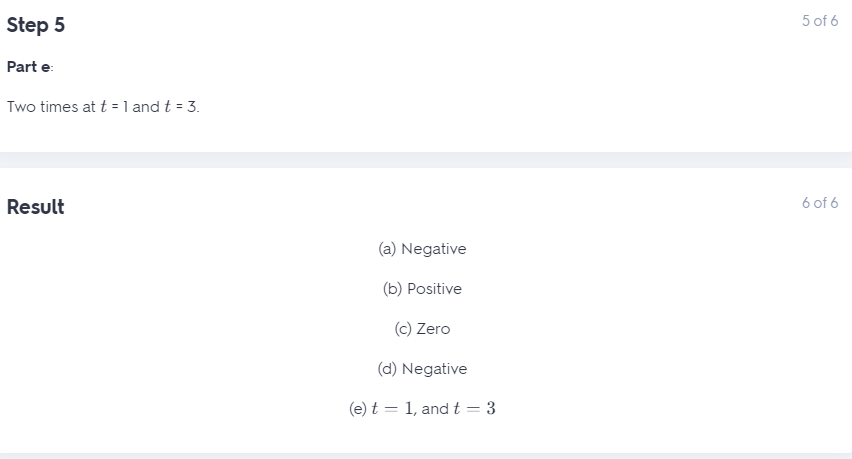 Step 5
5 of 6
Part e:
Two times at t = 1 and t = 3.
Result
6 of 6
(a) Negative
(b) Positive
(c) Zero
(d) Negative
(e) t = 1, and t = 3